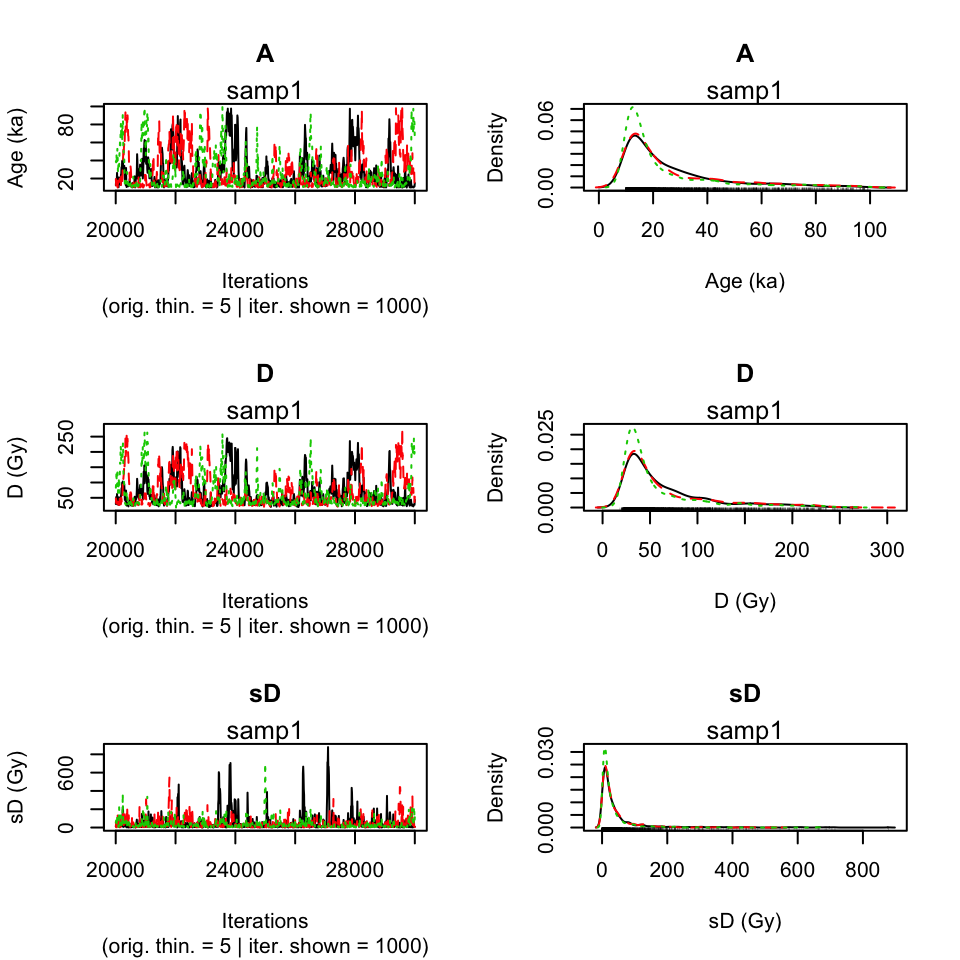 A
samp1
Age (ka)
80
20
20000 24000 28000
Iterations
(orig. thin. = 5 | iter. shown = 1000)
A
samp1
Density
0.06
0.00
0 20 40 60 80 100
Age (ka)
D
samp1
D (Gy)
250
50
20000 24000 28000
Iterations
(orig. thin. = 5 | iter. shown = 1000)
D
samp1
Density
0.025
0.000
0 50 100 200 300
D (Gy)
sD
samp1
sD (Gy)
600
0
20000 24000 28000
Iterations
(orig. thin. = 5 | iter. shown = 1000)
sD
samp1
Density
0.030
0.000
0 200 400 600 800
sD (Gy)